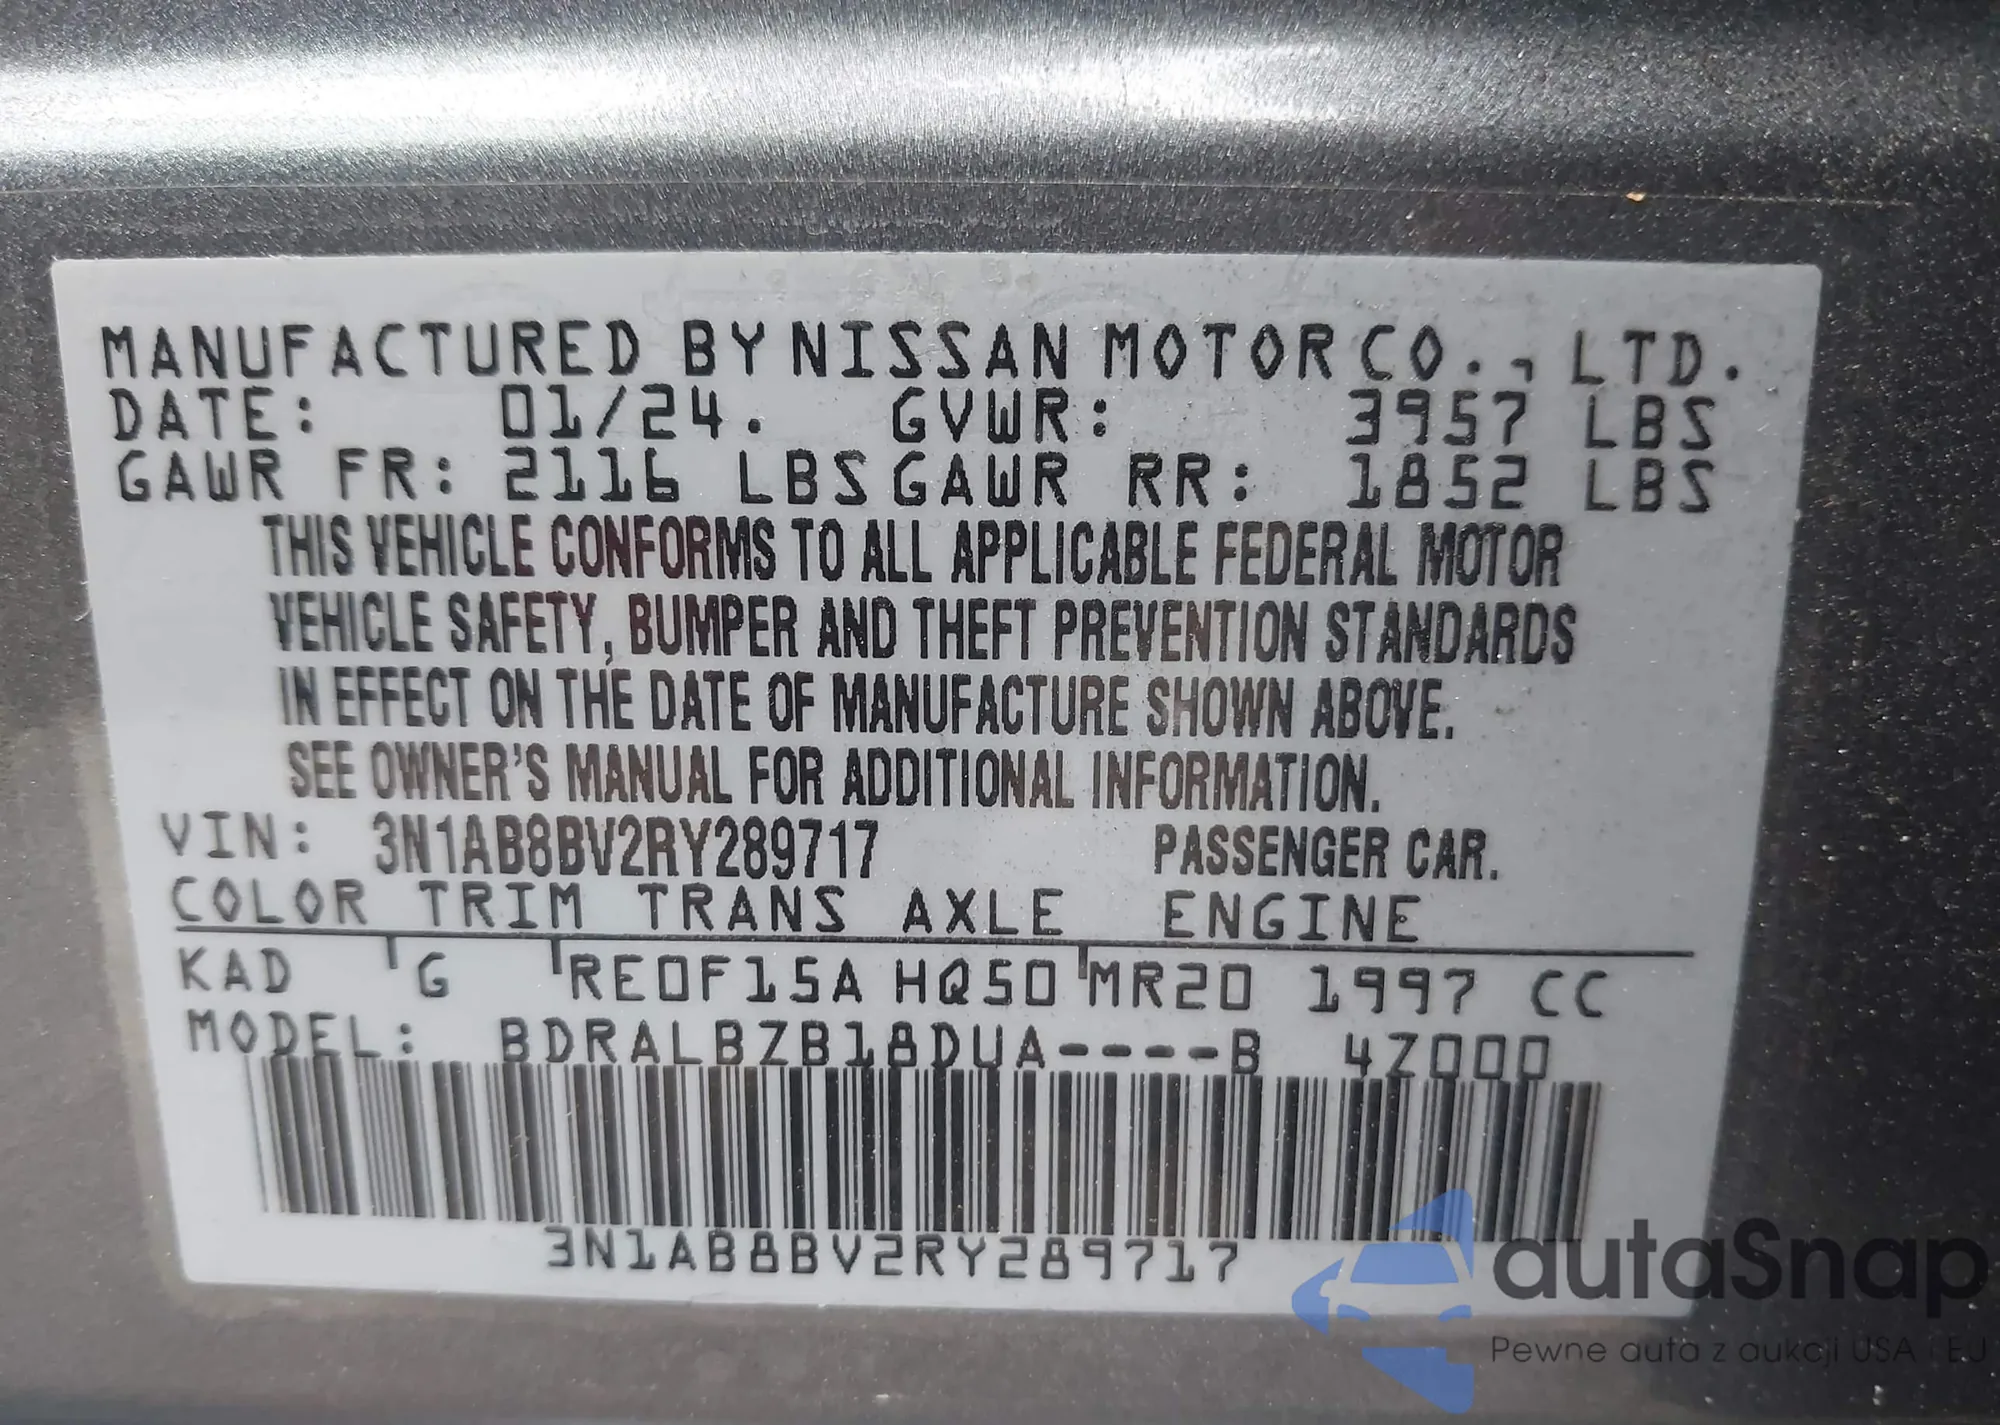 MANUFACTURED BY NISSAN MOTOR CO., LTD.
DATE: 01/24. GVWR: 3957 LBS
GAWR FR: 2116 LBS GAWR RR: 1852 LBS
THIS VEHICLE CONFORMS TO ALL APPLICABLE FEDERAL MOTOR
VEHICLE SAFETY, BUMPER AND THEFT PREVENTION STANDARDS
IN EFFECT ON THE DATE OF MANUFACTURE SHOWN ABOVE.
SEE OWNER'S MANUAL FOR ADDITIONAL INFORMATION.
VIN: 3N1AB8BV2RY289717 PASSENGER CAR.
COLOR TRIM TRANS AXLE ENGINE
KAD G RE0F15A HQ50 MR20 1997 CC
MODEL: BDRALBZB18DUA----B 4Z000
3N1AB8BV2RY289717
autaSnap
Pewne auta z aukcji USA i EU